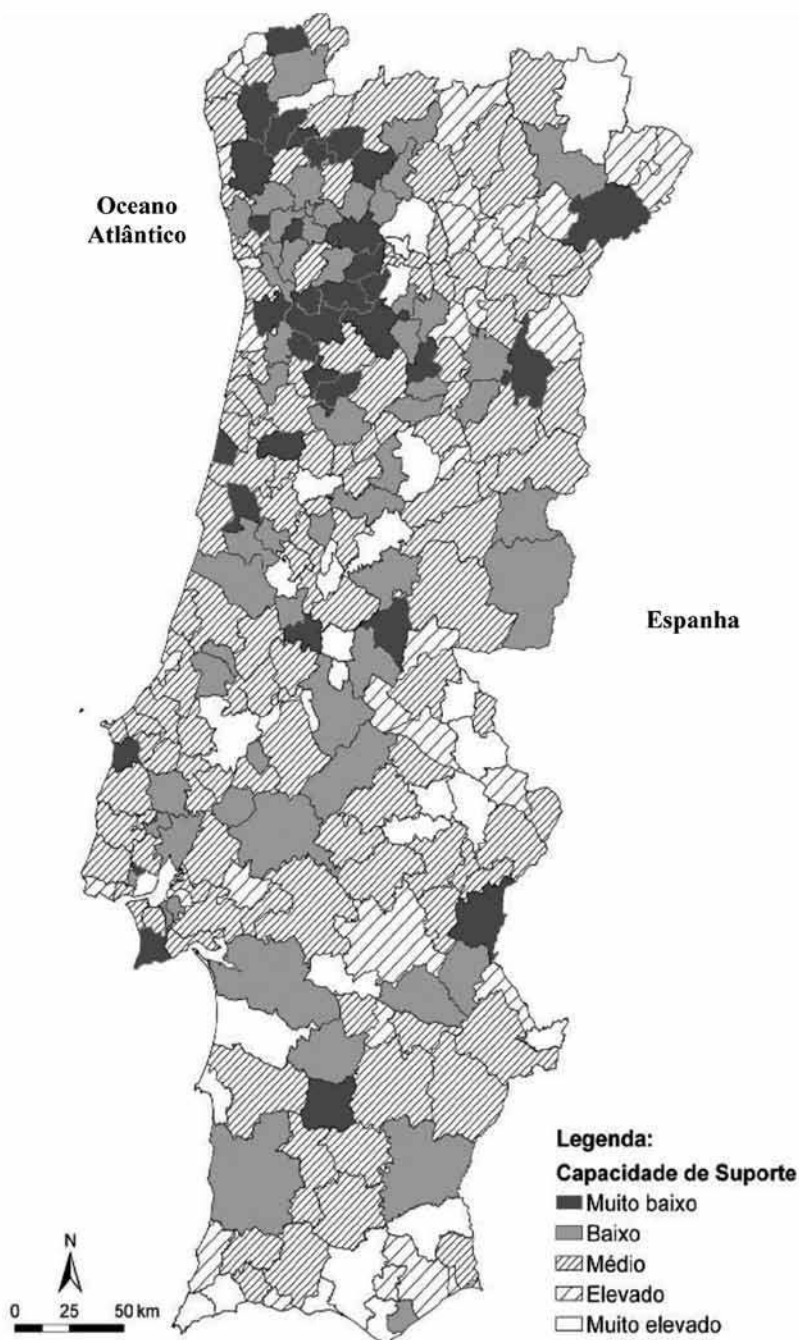 Oceano
Atlântico
Espanha
Legenda:
Capacidade de Suporte
Muito baixo
Baixo
Médio
Elevado
Muito elevado
N
0 25 50 km